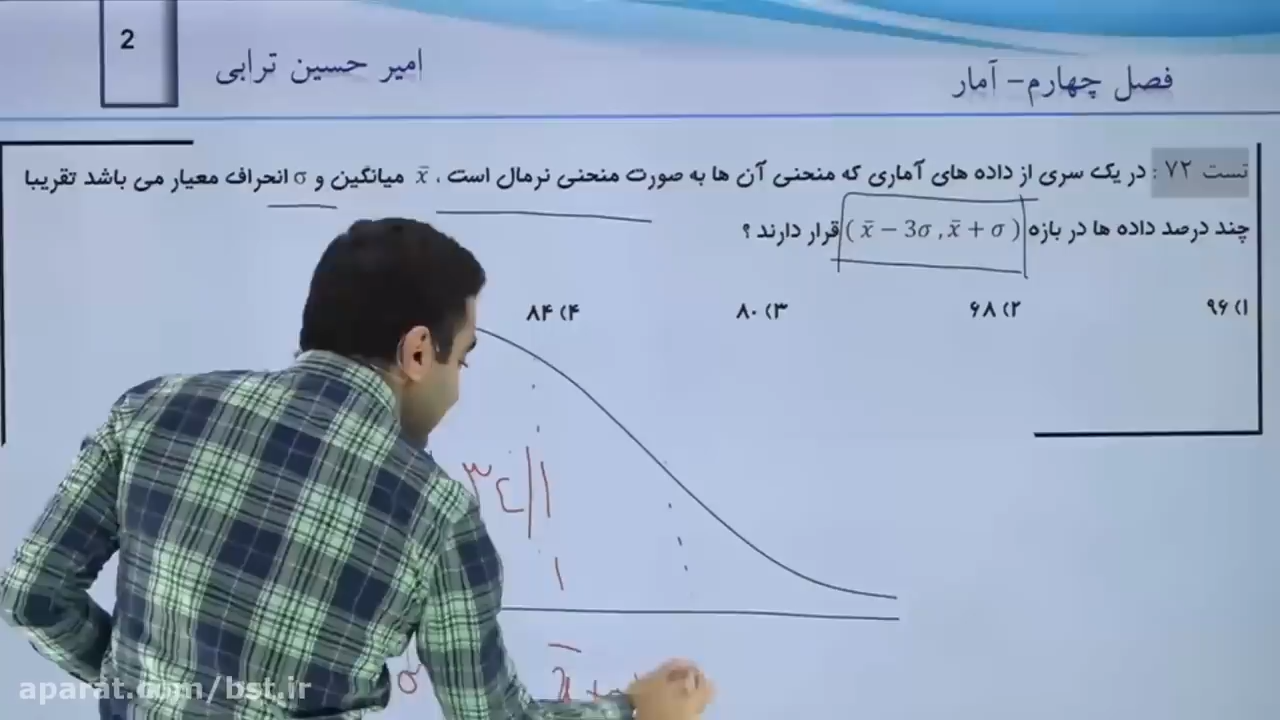 2
امیر حسین ترابی
فصل چهارم- آمار
تست ۷۲ : در یک سری از داده های آماری که منحنی آن ها به صورت منحنی نرمال است ، x̄ میانگین و σ انحراف معیار می باشد تقریبا
چند درصد داده ها در بازه (x̄ − 3σ , x̄ + σ) قرار دارند ؟
۱) ۹۶ ۲) ۶۸ ۳) ۸۰ ۴) ۸۴
۳۴
σ x̄ +
aparat.com/bst.ir